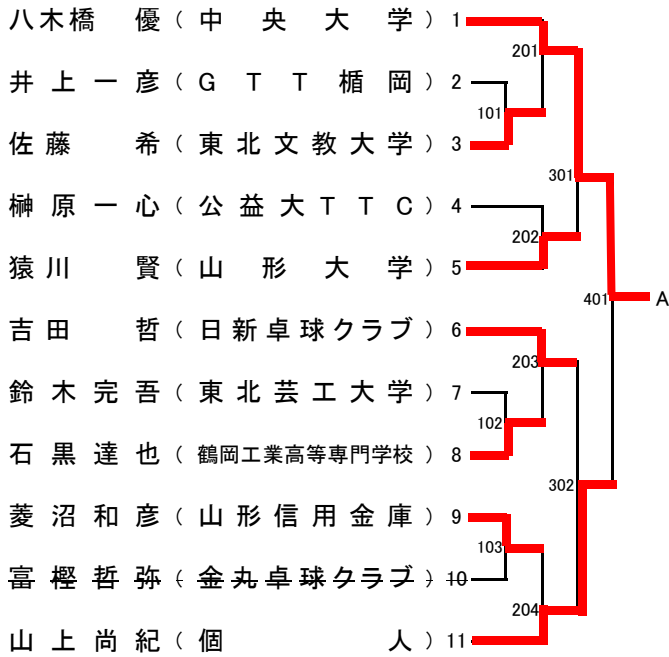 八木橋 優 ( 中央大学 ) 1
201
井上一彦 ( GTT楯岡 ) 2
101
佐藤 希 ( 東北文教大学 ) 3
301
榊原一心 ( 公益大TTC ) 4
202
猿川 賢 ( 山形大学 ) 5
401 A
吉田 哲 ( 日新卓球クラブ ) 6
203
鈴木完吾 ( 東北芸工大学 ) 7
102
石黒達也 ( 鶴岡工業高等専門学校 ) 8
302
菱沼和彦 ( 山形信用金庫 ) 9
103
富樫哲弥 ( 金丸卓球クラブ ) 10
204
山上尚紀 ( 個人 ) 11